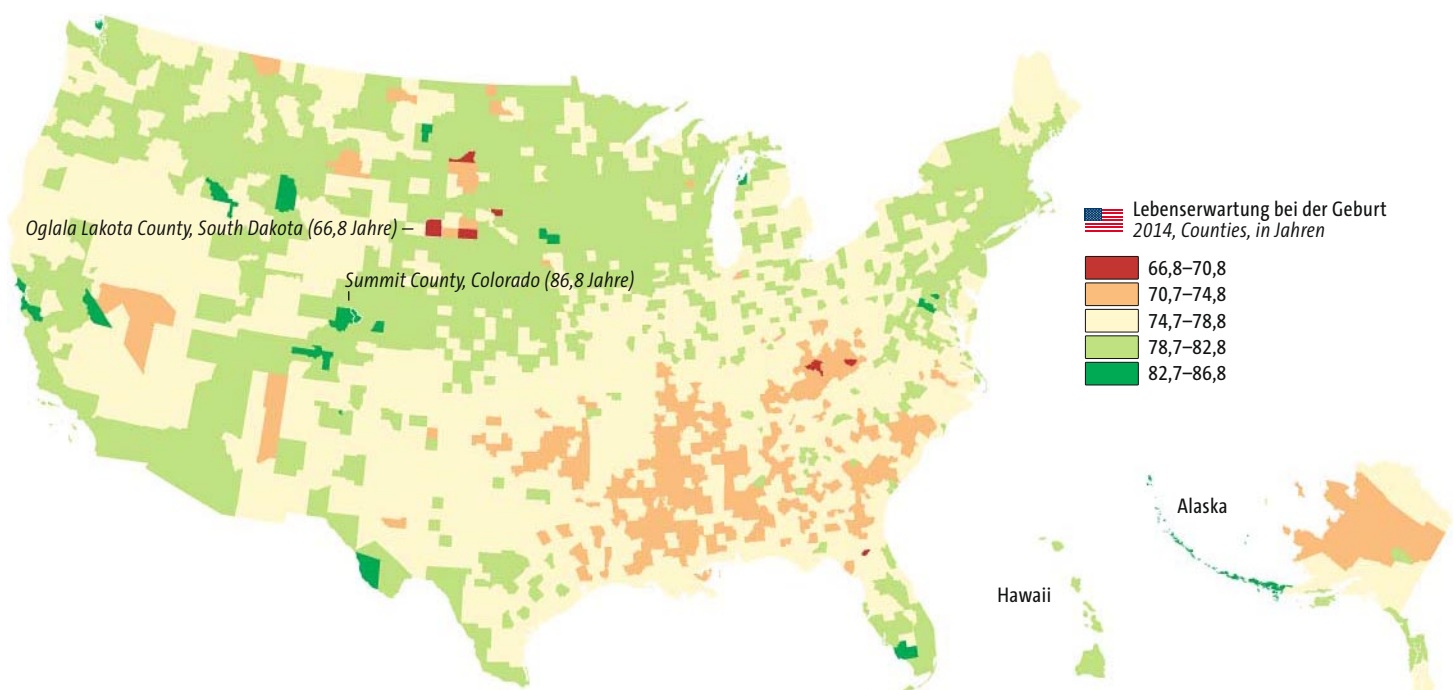 Oglala Lakota County, South Dakota (66,8 Jahre) –
Summit County, Colorado (86,8 Jahre)
Lebenserwartung bei der Geburt
2014, Counties, in Jahren
66,8–70,8
70,7–74,8
74,7–78,8
78,7–82,8
82,7–86,8
Alaska
Hawaii